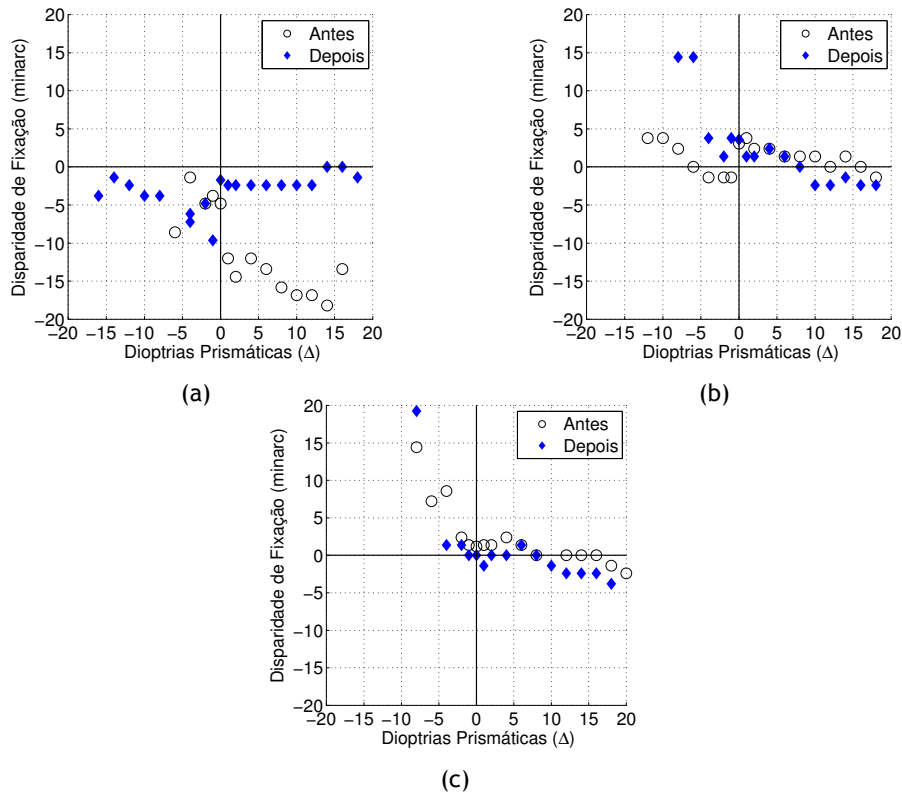 20
15
10
5
0
−5
−10
−15
−20
−20 −15 −10 −5 0 5 10 15 20
Disparidade de Fixação (minarc)
Dioptrias Prismáticas (Δ)
Antes
Depois
(a)
20
15
10
5
0
−5
−10
−15
−20
−20 −15 −10 −5 0 5 10 15 20
Disparidade de Fixação (minarc)
Dioptrias Prismáticas (Δ)
Antes
Depois
(b)
20
15
10
5
0
−5
−10
−15
−20
−20 −15 −10 −5 0 5 10 15 20
Disparidade de Fixação (minarc)
Dioptrias Prismáticas (Δ)
Antes
Depois
(c)